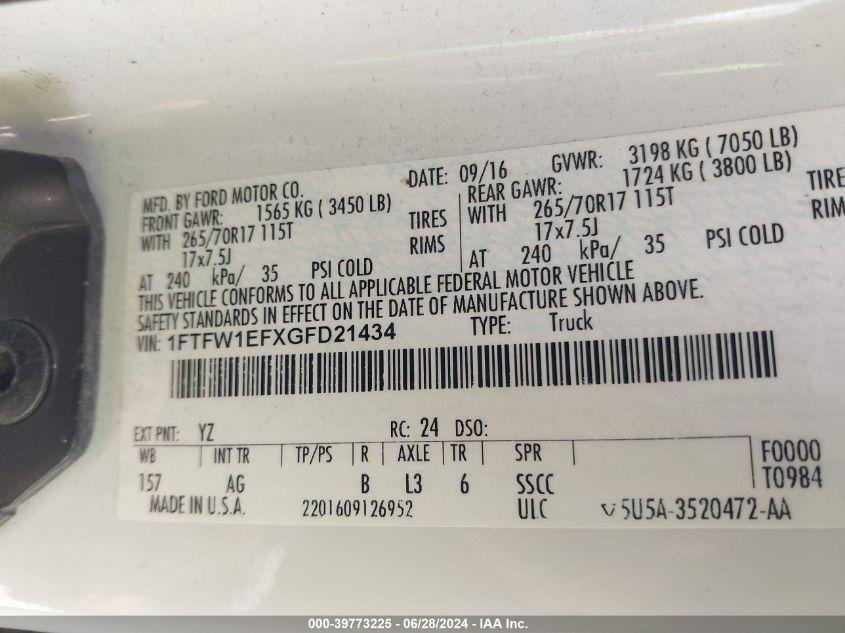 MFD. BY FORD MOTOR CO.
DATE: 09/16 GVWR: 3198 KG ( 7050 LB)
FRONT GAWR: 1565 KG ( 3450 LB)
REAR GAWR: 1724 KG ( 3800 LB)
WITH 265/70R17 115T TIRES
WITH 265/70R17 115T TIRE
17x7.5J RIMS
17x7.5J RIM
AT 240 kPa/ 35 PSI COLD
AT 240 kPa/ 35 PSI COLD
THIS VEHICLE CONFORMS TO ALL APPLICABLE FEDERAL MOTOR VEHICLE
SAFETY STANDARDS IN EFFECT ON THE DATE OF MANUFACTURE SHOWN ABOVE.
VIN: 1FTFW1EFXGFD21434 TYPE: Truck
EXT PNT: YZ RC: 24 DSO:
WB INT TR TP/PS R AXLE TR SPR F0000
157 AG B L3 6 SSCC T0984
MADE IN U.S.A. 2201609126952 ULC 5U5A-3520472-AA
000-39773225 - 06/28/2024 - IAA Inc.